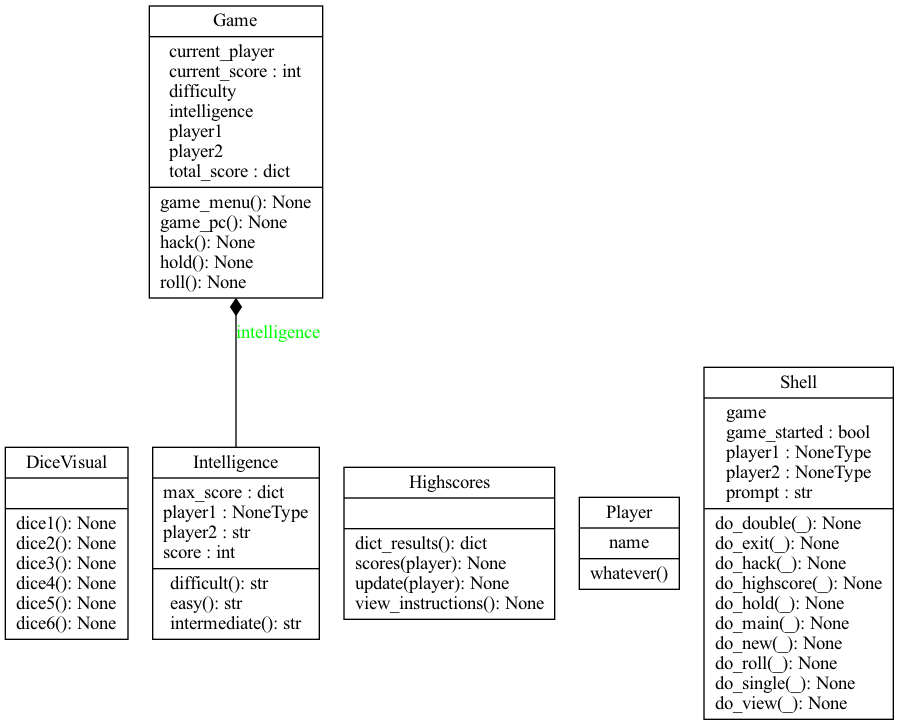 Game
current_player
current_score : int
difficulty
intelligence
player1
player2
total_score : dict
game_menu(): None
game_pc(): None
hack(): None
hold(): None
roll(): None
intelligence
DiceVisual
dice1(): None
dice2(): None
dice3(): None
dice4(): None
dice5(): None
dice6(): None
Intelligence
max_score : dict
player1 : NoneType
player2 : str
score : int
difficult(): str
easy(): str
intermediate(): str
Highscores
dict_results(): dict
scores(player): None
update(player): None
view_instructions(): None
Player
name
whatever()
Shell
game
game_started : bool
player1 : NoneType
player2 : NoneType
prompt : str
do_double(_): None
do_exit(_): None
do_hack(_): None
do_highscore(_): None
do_hold(_): None
do_main(_): None
do_new(_): None
do_roll(_): None
do_single(_): None
do_view(_): None